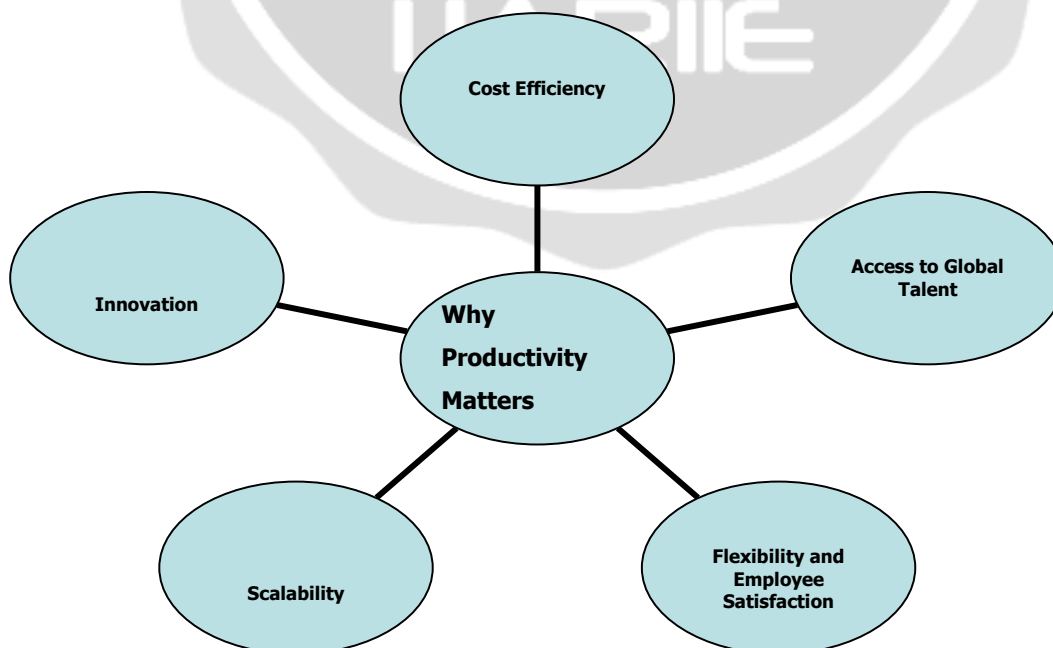 Cost Efficiency
Access to Global
Talent
Innovation
Why
Productivity
Matters
Flexibility and
Employee
Satisfaction
Scalability